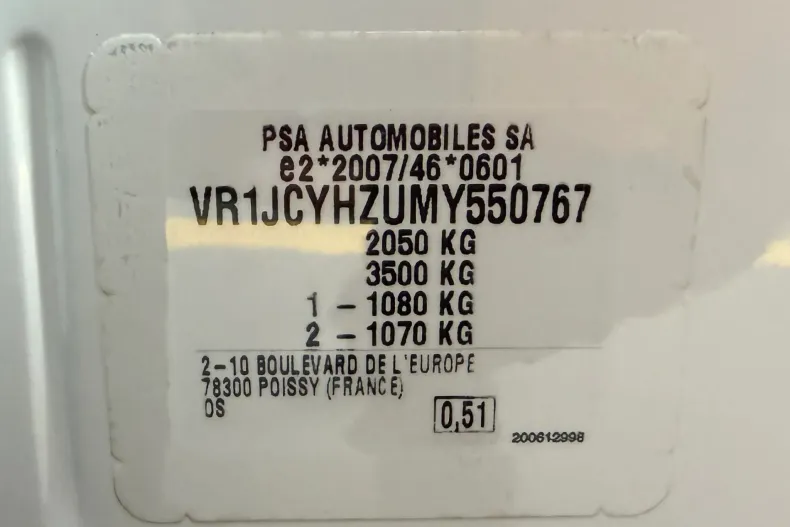 PSA AUTOMOBILES SA
e2*2007/46*0601
VR1JCYHZUMY550767
2050 KG
3500 KG
1 - 1080 KG
2 - 1070 KG
2-10 BOULEVARD DE L'EUROPE
78300 POISSY (FRANCE)
OS
0,51
200612998